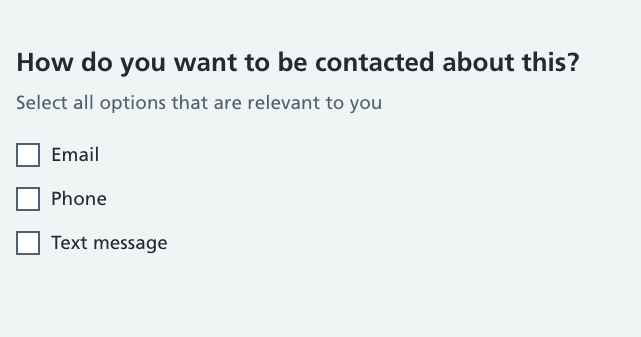 How do you want to be contacted about this?
Select all options that are relevant to you
Email
Phone
Text message